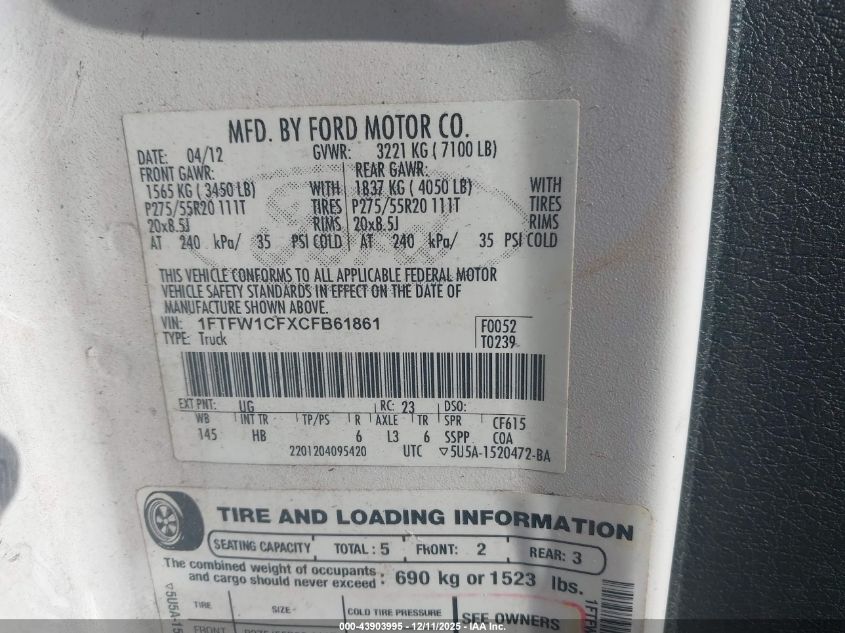 MFD. BY FORD MOTOR CO.
DATE: 04/12 GVWR: 3221 KG ( 7100 LB)
FRONT GAWR: REAR GAWR:
1565 KG ( 3450 LB) WITH 1837 KG ( 4050 LB) WITH
P275/55R20 111T TIRES P275/55R20 111T TIRES
20x8.5J RIMS 20x8.5J RIMS
AT 240 kPa/ 35 PSI COLD AT 240 kPa/ 35 PSI COLD
THIS VEHICLE CONFORMS TO ALL APPLICABLE FEDERAL MOTOR
VEHICLE SAFETY STANDARDS IN EFFECT ON THE DATE OF
MANUFACTURE SHOWN ABOVE.
VIN: 1FTFW1CFXCFB61861 F0052
TYPE: Truck T0239
EXT PNT: UG RC: 23 DSO:
WB INT TR TP/PS R AXLE TR SPR CF615
145 HB 6 L3 6 SSPP COA
2201204095420 UTC ▽5U5A-1520472-BA
TIRE AND LOADING INFORMATION
SEATING CAPACITY TOTAL : 5 FRONT: 2 REAR: 3
The combined weight of occupants
and cargo should never exceed : 690 kg or 1523 lbs.
TIRE SIZE COLD TIRE PRESSURE SEE OWNERS
FRONT
000-43903995 - 12/11/2025 - IAA Inc.